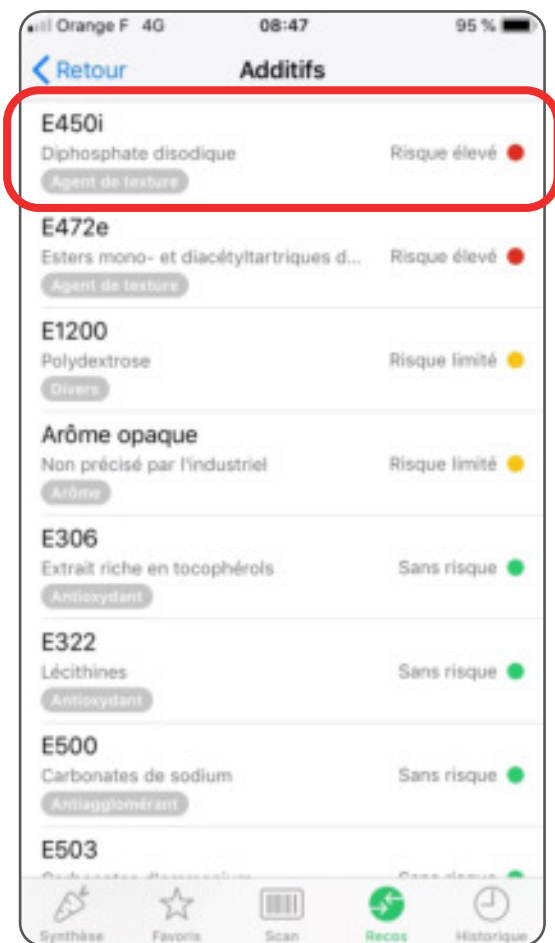 Orange F 4G 08:47 95 %
Retour Additifs
E450i
Diphosphate disodique Risque élevé
Agent de texture
E472e
Esters mono- et diacétyltartriques d... Risque élevé
Agent de texture
E1200
Polydextrose Risque limité
Divers
Arôme opaque
Non précisé par l'industriel Risque limité
Arôme
E306
Extrait riche en tocophérols Sans risque
Antioxydant
E322
Lécithines Sans risque
Antioxydant
E500
Carbonates de sodium Sans risque
Antiagglomérant
E503
Synthèse Favoris Scan Recos Historique